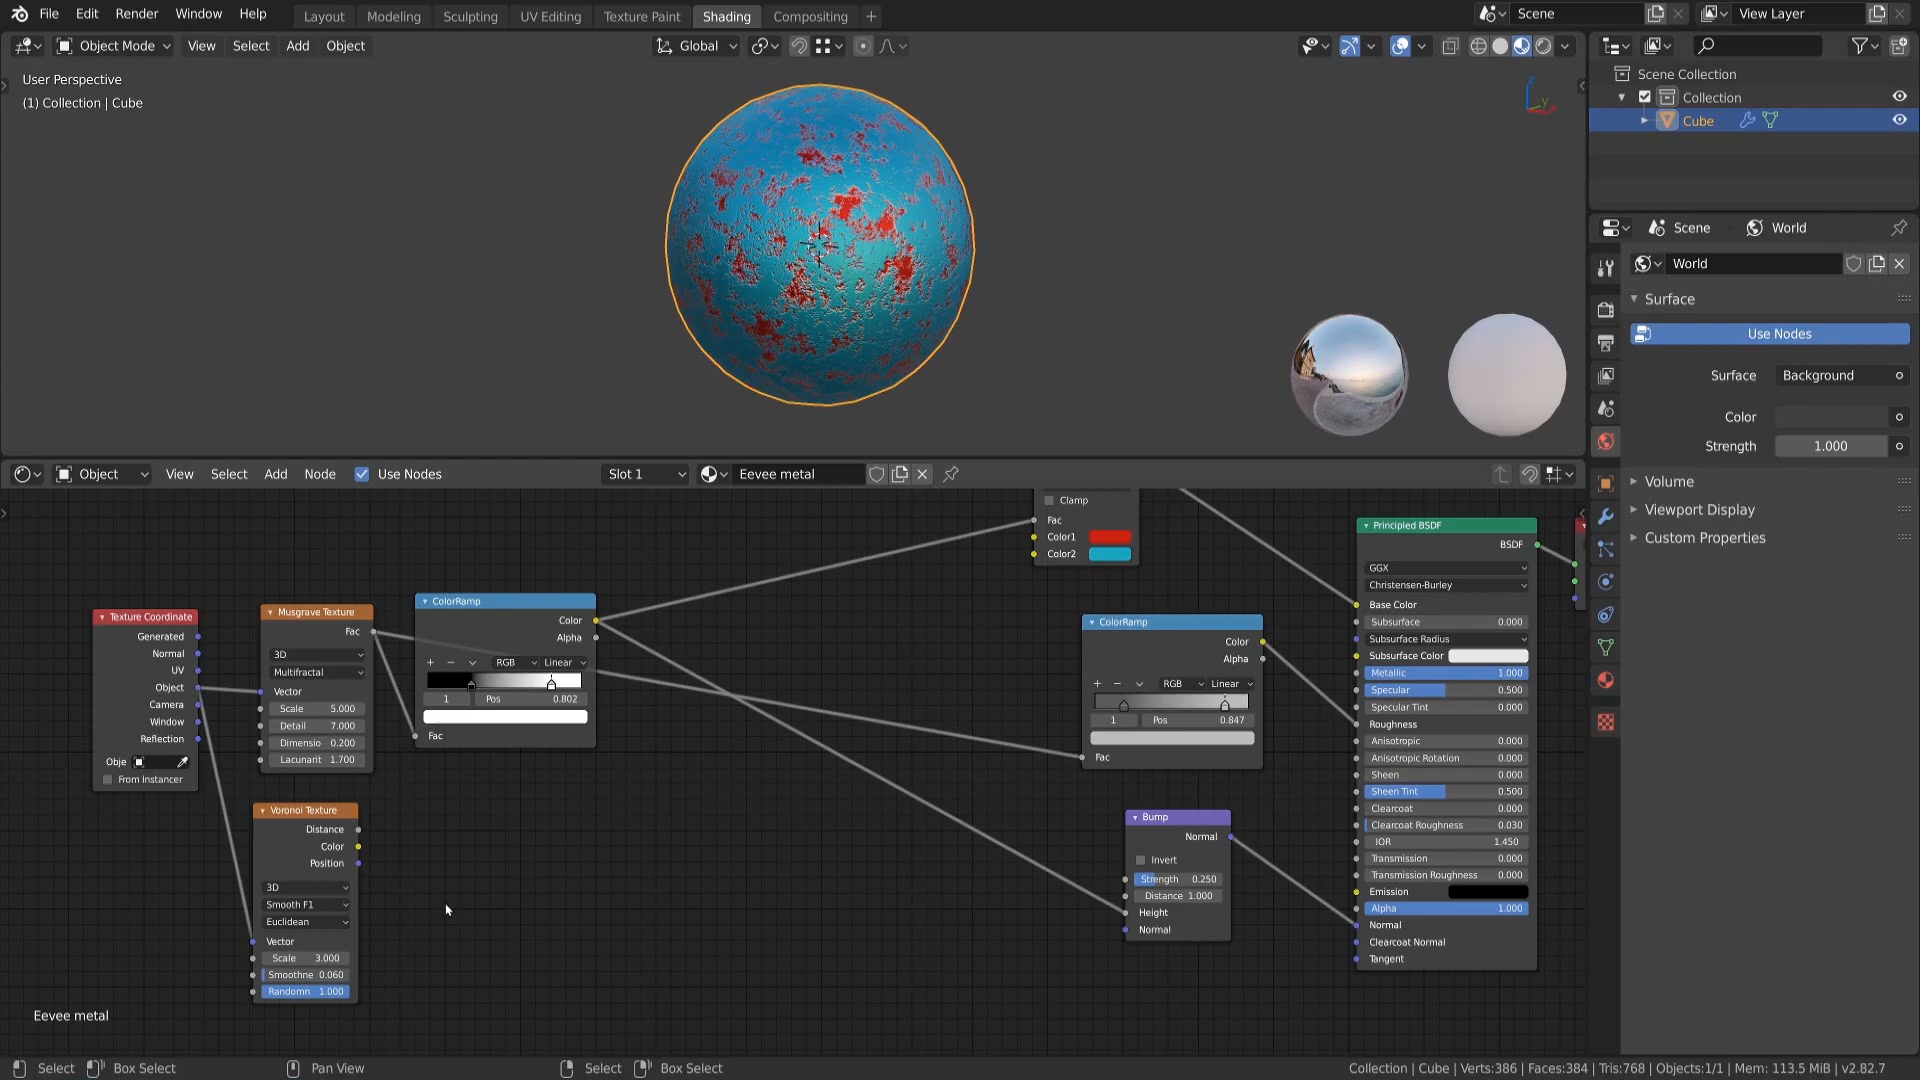 File Edit Render Window Help Layout Modeling Sculpting UV Editing Texture Paint Shading Compositing + Scene View Layer
Object Mode View Select Add Object Global
User Perspective
(1) Collection | Cube
Scene Collection
Collection
Cube
Scene World
World
Surface
Use Nodes
Surface Background
Color
Strength 1.000
Volume
Viewport Display
Custom Properties
Object View Select Add Node Use Nodes Slot 1 Eevee metal
Clamp
Fac
Color1
Color2
Texture Coordinate
Generated
Normal
UV
Object
Camera
Window
Reflection
Obje
From Instancer
Musgrave Texture
Fac
3D
Multifractal
Vector
Scale 5.000
Detail 7.000
Dimensio 0.200
Lacunarit 1.700
ColorRamp
Color
Alpha
+ − RGB Linear
1 Pos 0.802
Fac
Voronoi Texture
Distance
Color
Position
3D
Smooth F1
Euclidean
Vector
Scale 3.000
Smoothne 0.060
Randomn 1.000
ColorRamp
Color
Alpha
+ − RGB Linear
1 Pos 0.847
Fac
Bump
Normal
Invert
Strength 0.250
Distance 1.000
Height
Normal
Principled BSDF
BSDF
GGX
Christensen-Burley
Base Color
Subsurface 0.000
Subsurface Radius
Subsurface Color
Metallic 1.000
Specular 0.500
Specular Tint 0.000
Roughness
Anisotropic 0.000
Anisotropic Rotation 0.000
Sheen 0.000
Sheen Tint 0.500
Clearcoat 0.000
Clearcoat Roughness 0.030
IOR 1.450
Transmission 0.000
Transmission Roughness 0.000
Emission
Alpha 1.000
Normal
Clearcoat Normal
Tangent
Eevee metal
Select Box Select Pan View Select Box Select Collection | Cube | Verts:386 | Faces:384 | Tris:768 | Objects:1/1 | Mem: 113.5 MiB | v2.82.7